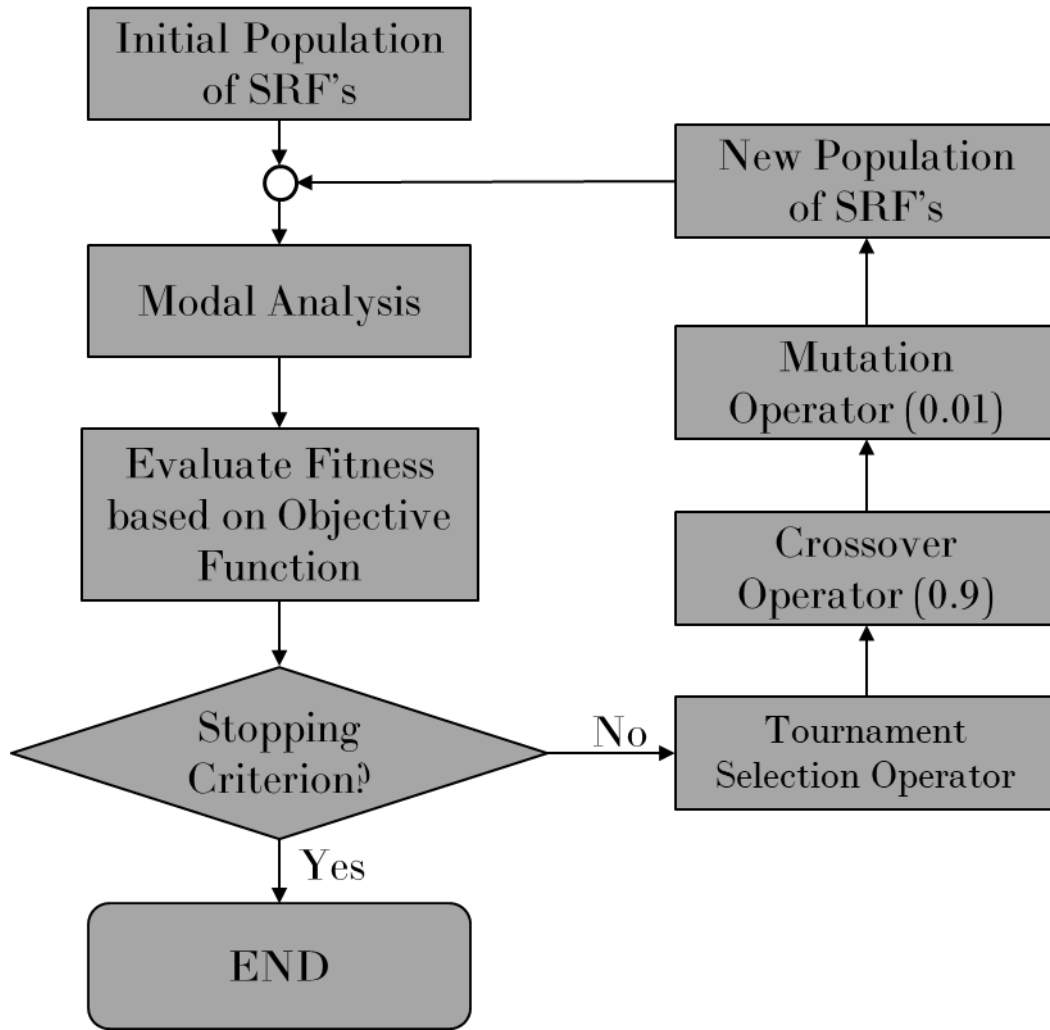 Initial Population
of SRF's
New Population
of SRF's
Modal Analysis
Mutation
Operator (0.01)
Evaluate Fitness
based on Objective
Function
Crossover
Operator (0.9)
Stopping
Criterion?
No
Tournament
Selection Operator
Yes
END